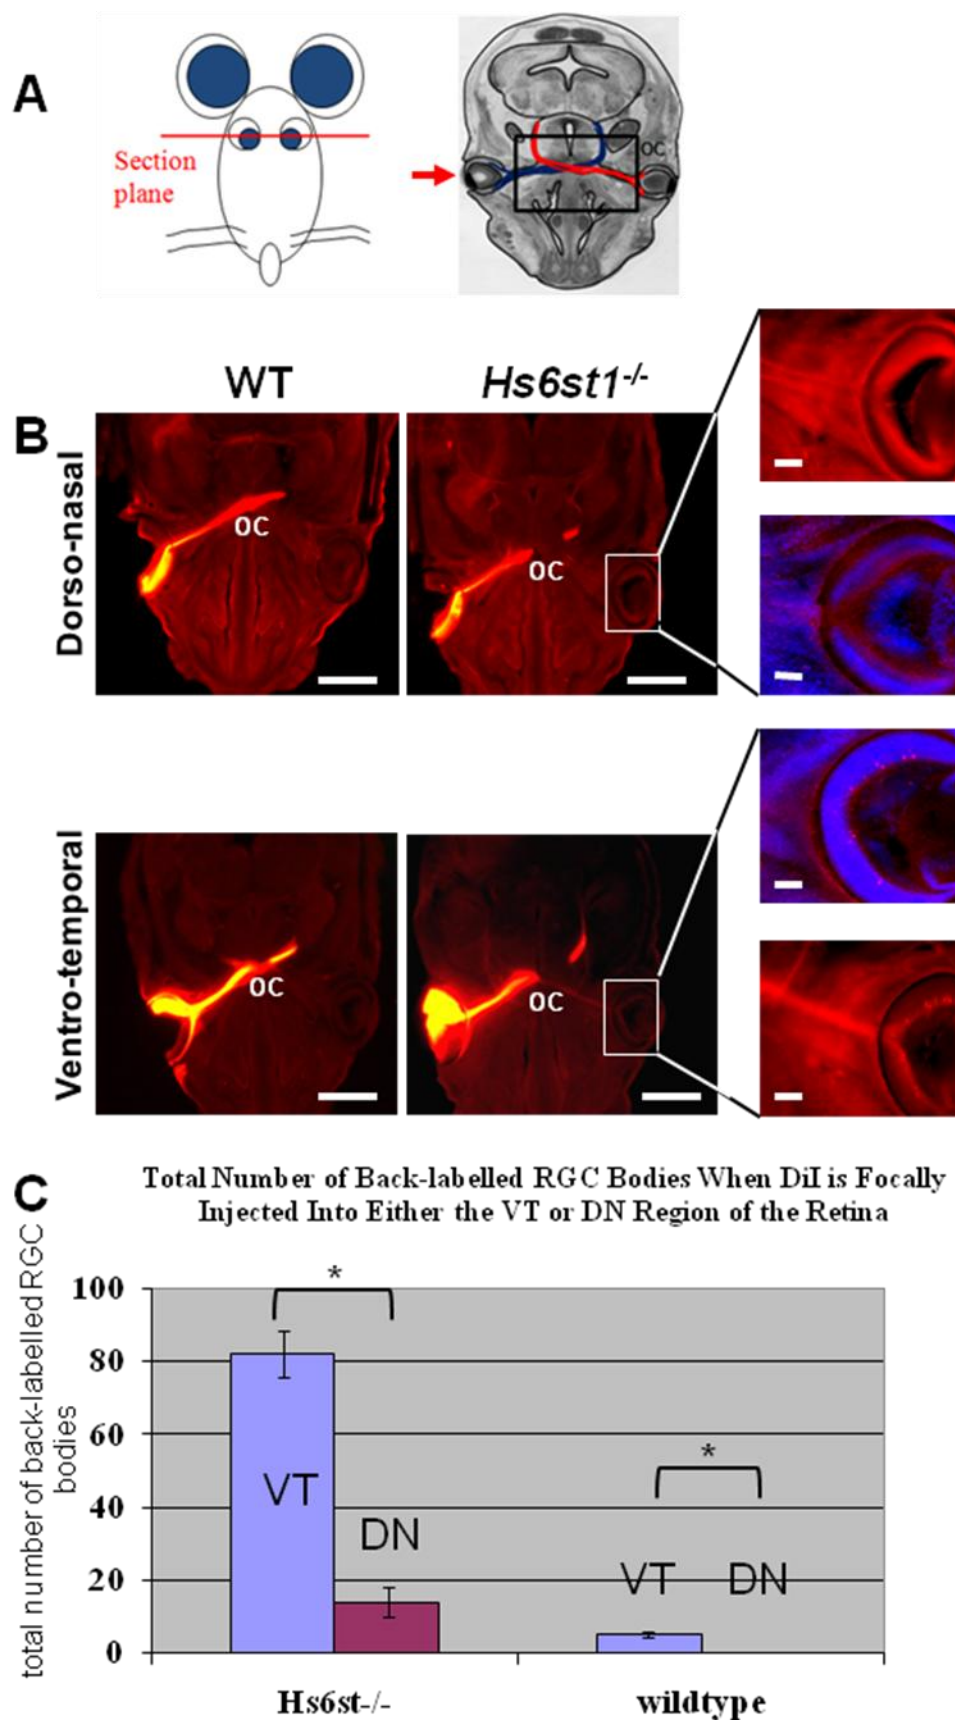 A
Section
plane
OC
WT
Hs6st1-/-
B
Dorso-nasal
OC
OC
Ventro-temporal
OC
OC
C
Total Number of Back-labelled RGC Bodies When DiI is Focally
Injected Into Either the VT or DN Region of the Retina
total number of back-labelled RGC
bodies
100
80
60
40
20
0
*
VT
DN
*
VT
DN
Hs6st-/-
wildtype